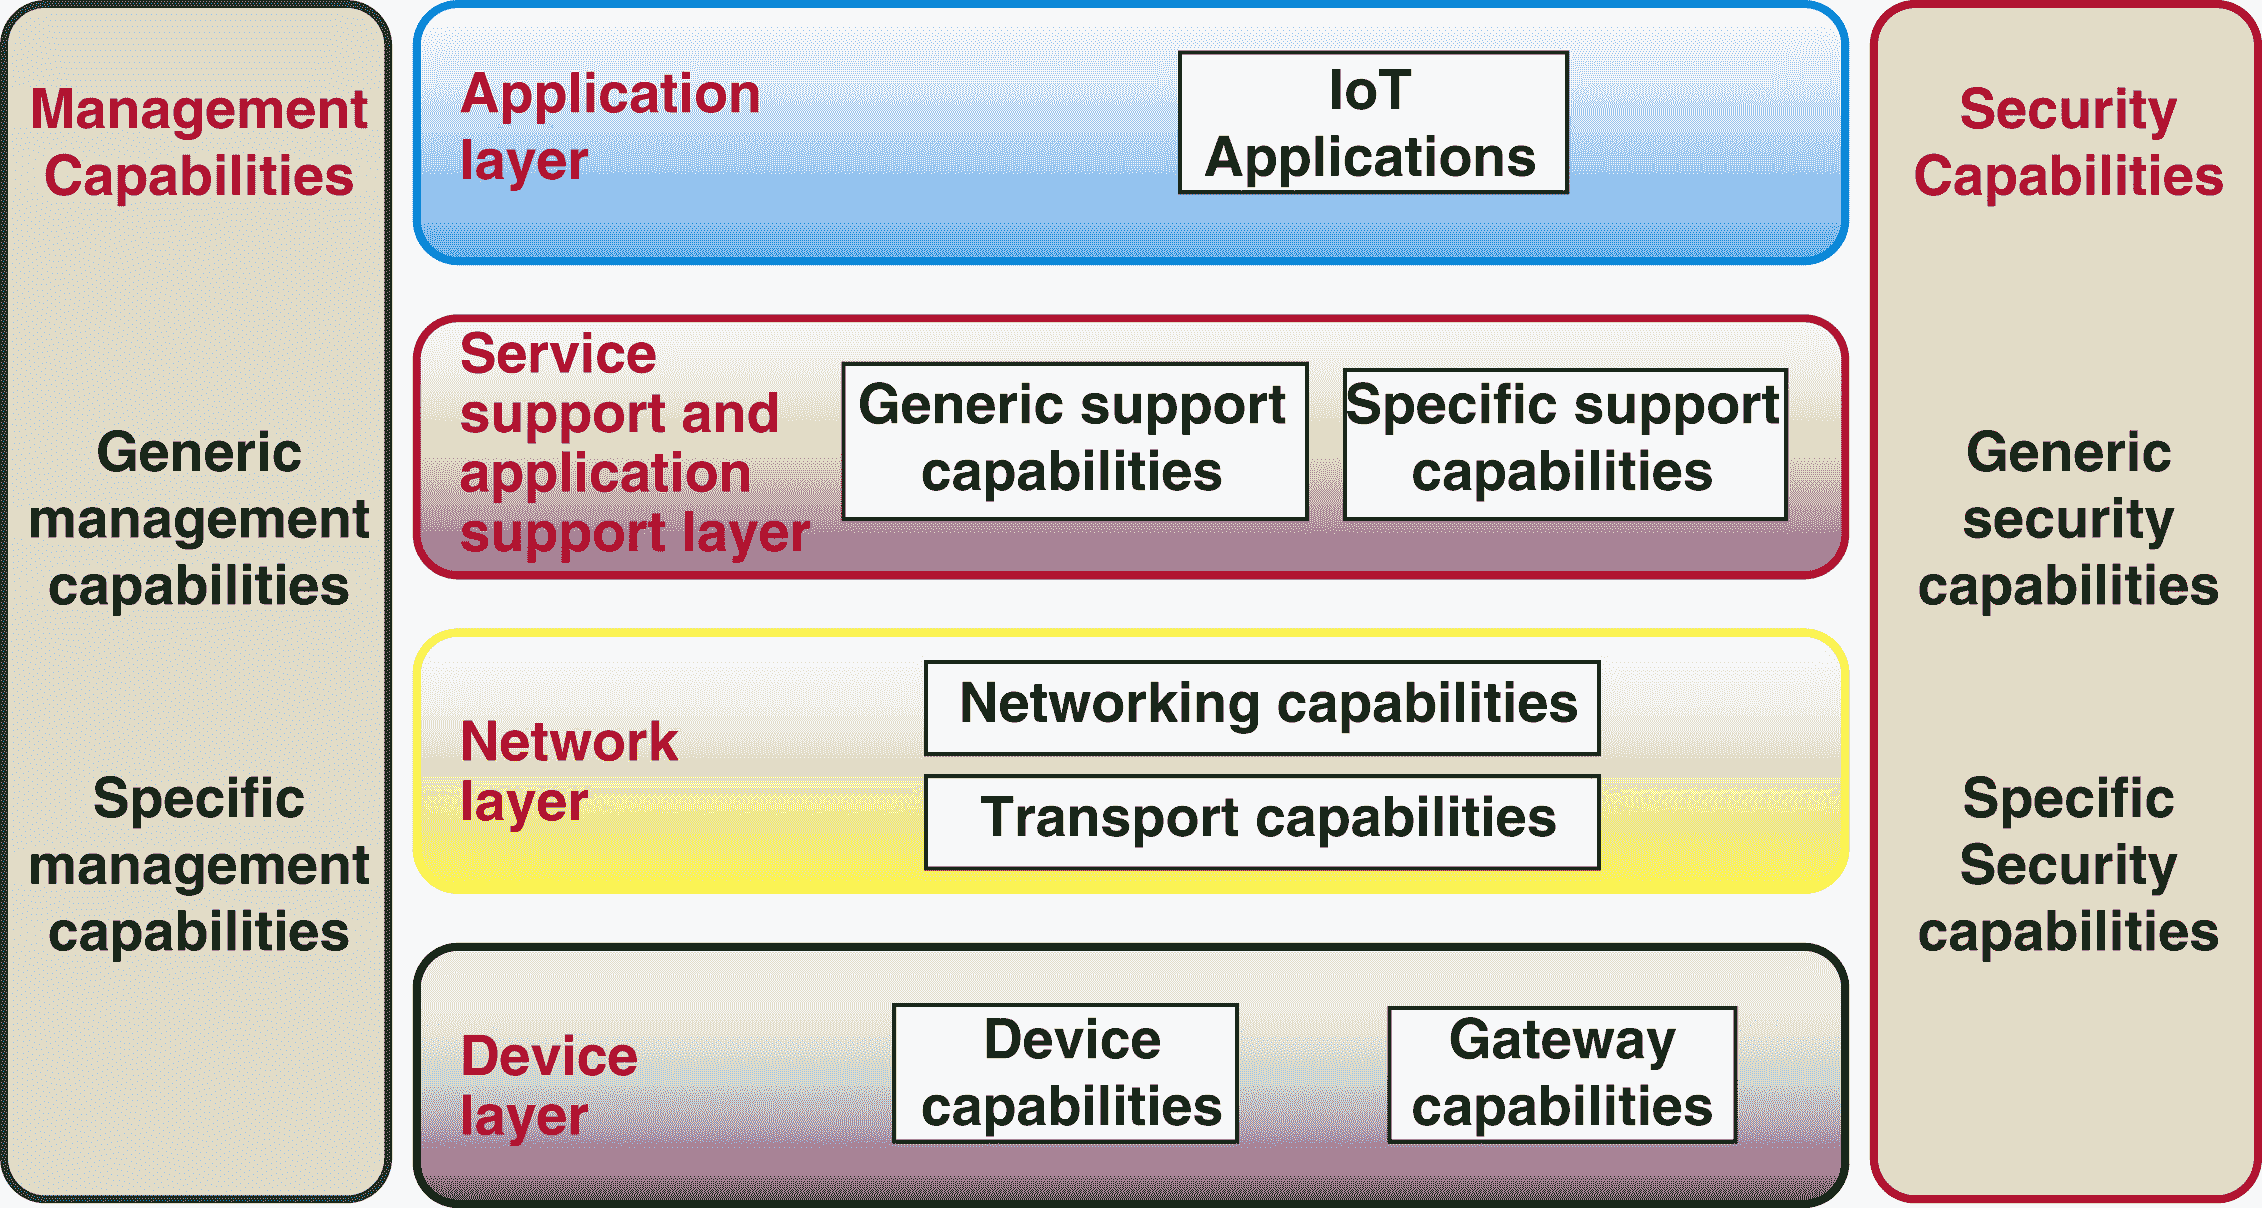 Management
Capabilities
Generic
management
capabilities
Specific
management
capabilities
Application
layer
IoT
Applications
Service
support and
application
support layer
Generic support
capabilities
Specific support
capabilities
Network
layer
Networking capabilities
Transport capabilities
Device
layer
Device
capabilities
Gateway
capabilities
Security
Capabilities
Generic
security
capabilities
Specific
Security
capabilities